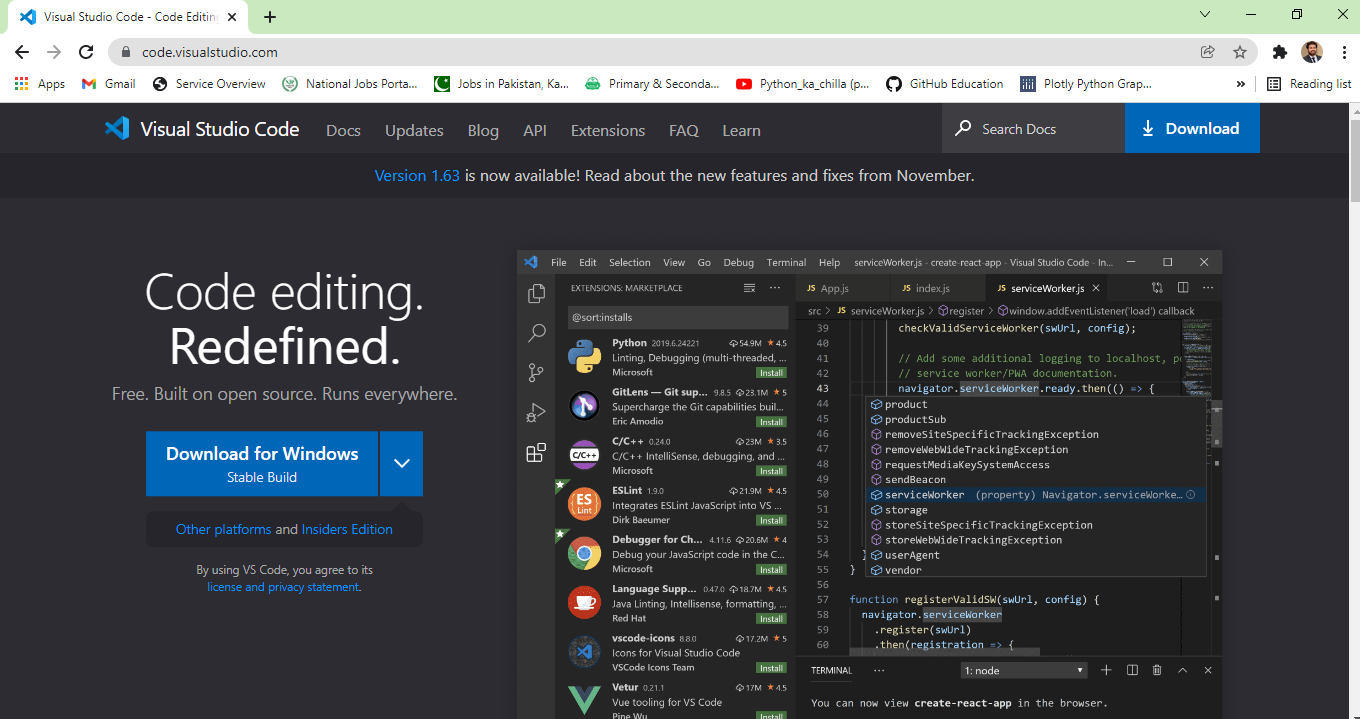 Visual Studio Code - Code Editin
code.visualstudio.com
Apps Gmail Service Overview National Jobs Porta... Jobs in Pakistan, Ka... Primary & Seconda... Python_ka_chilla (p... GitHub Education Plotly Python Grap... » Reading list
Visual Studio Code Docs Updates Blog API Extensions FAQ Learn Search Docs Download
Version 1.63 is now available! Read about the new features and fixes from November.
Code editing.
Redefined.
Free. Built on open source. Runs everywhere.
Download for Windows
Stable Build
Other platforms and Insiders Edition
By using VS Code, you agree to its
license and privacy statement.
File Edit Selection View Go Debug Terminal Help serviceWorker.js - create-react-app - Visual Studio Code - In...
EXTENSIONS: MARKETPLACE ...
@sort:installs
Python 2019.6.24221 54.9M ★ 4.5
Linting, Debugging (multi-threaded, ...
Microsoft Install
GitLens — Git sup... 9.8.5 23.1M ★ 5
Supercharge the Git capabilities buil...
Eric Amodio Install
C/C++ 0.24.0 23M ★ 3.5
C/C++ IntelliSense, debugging, and ...
Microsoft Install
C/C++
ESLint 1.9.0 21.9M ★ 4.5
Integrates ESLint JavaScript into VS ...
Dirk Baeumer Install
ES
Lint
Debugger for Ch... 4.11.6 20.6M ★ 4
Debug your JavaScript code in the C...
Microsoft Install
Language Supp... 0.47.0 18.7M ★ 4.5
Java Linting, Intellisense, formatting, ...
Red Hat Install
vscode-icons 8.8.0 17.2M ★ 5
Icons for Visual Studio Code
VSCode Icons Team Install
Vetur 0.21.1 17M ★ 4.5
Vue tooling for VS Code
Pine Wu Install
JS App.js JS index.js JS serviceWorker.js ...
src > JS serviceWorker.js > register > window.addEventListener('load') callback
39 checkValidServiceWorker(swUrl, config);
40
41 // Add some additional logging to localhost, po
42 // service worker/PWA documentation.
43 navigator.serviceWorker.ready.then(() => {
44 product
45 productSub
46 removeSiteSpecificTrackingException
47 removeWebWideTrackingException
48 requestMediaKeySystemAccess
49 sendBeacon
50 serviceWorker (property) Navigator.serviceWorke...
51 storage
52 storeSiteSpecificTrackingException
53 storeWebWideTrackingException
54 } userAgent
55 } vendor
56
57 function registerValidSW(swUrl, config) {
58 navigator.serviceWorker
59 .register(swUrl)
60 .then(registration => {
TERMINAL ... 1: node
You can now view create-react-app in the browser.